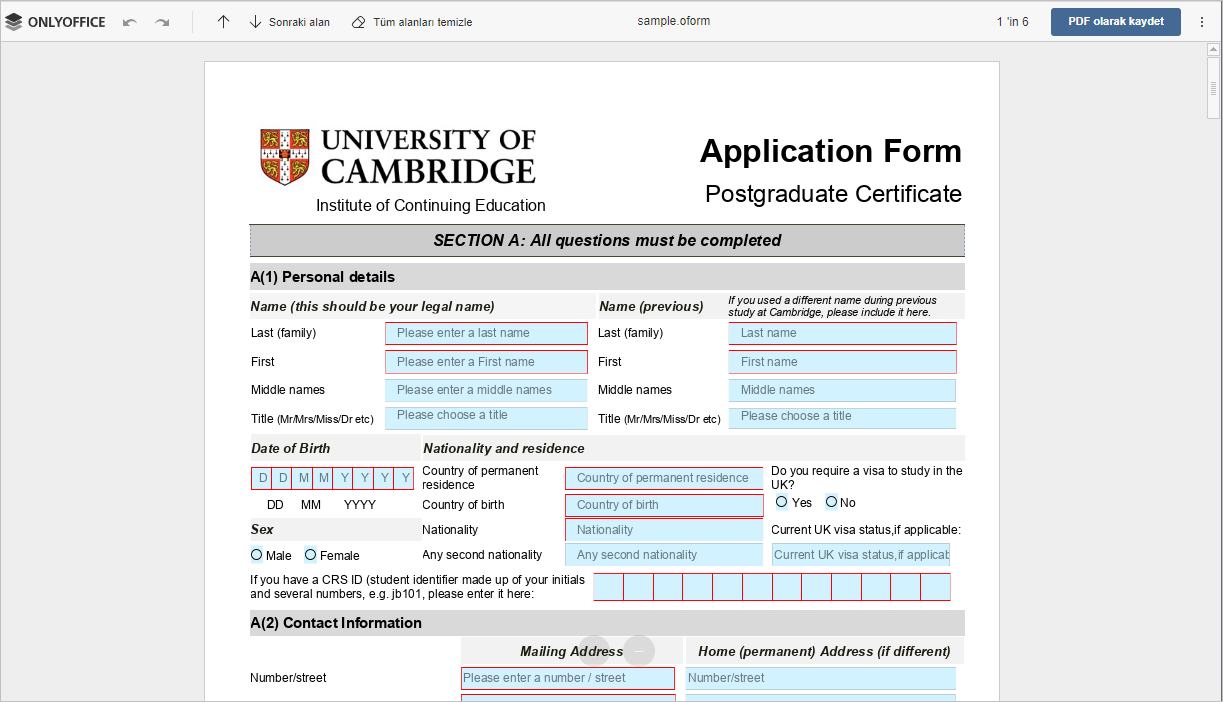 ONLYOFFICE
Sonraki alan
Tüm alanları temizle
sample.oform
1 'in 6
PDF olarak kaydet
UNIVERSITY OF
CAMBRIDGE
Institute of Continuing Education
Application Form
Postgraduate Certificate
SECTION A: All questions must be completed
A(1) Personal details
Name (this should be your legal name)
Name (previous)
If you used a different name during previous
study at Cambridge, please include it here.
Last (family) Please enter a last name Last (family) Last name
First Please enter a First name First First name
Middle names Please enter a middle names Middle names Middle names
Title (Mr/Mrs/Miss/Dr etc) Please choose a title Title (Mr/Mrs/Miss/Dr etc) Please choose a title
Date of Birth Nationality and residence
D D M M Y Y Y Y
DD MM YYYY
Country of permanent
residence
Country of permanent residence
Do you require a visa to study in the
UK?
Country of birth Country of birth
Yes No
Sex
Nationality Nationality
Current UK visa status,if applicable:
Male Female
Any second nationality Any second nationality
Current UK visa status,if applicab
If you have a CRS ID (student identifier made up of your initials
and several numbers, e.g. jb101, please enter it here:
A(2) Contact Information
Mailing Address Home (permanent) Address (if different)
Number/street Please enter a number / street Number/street